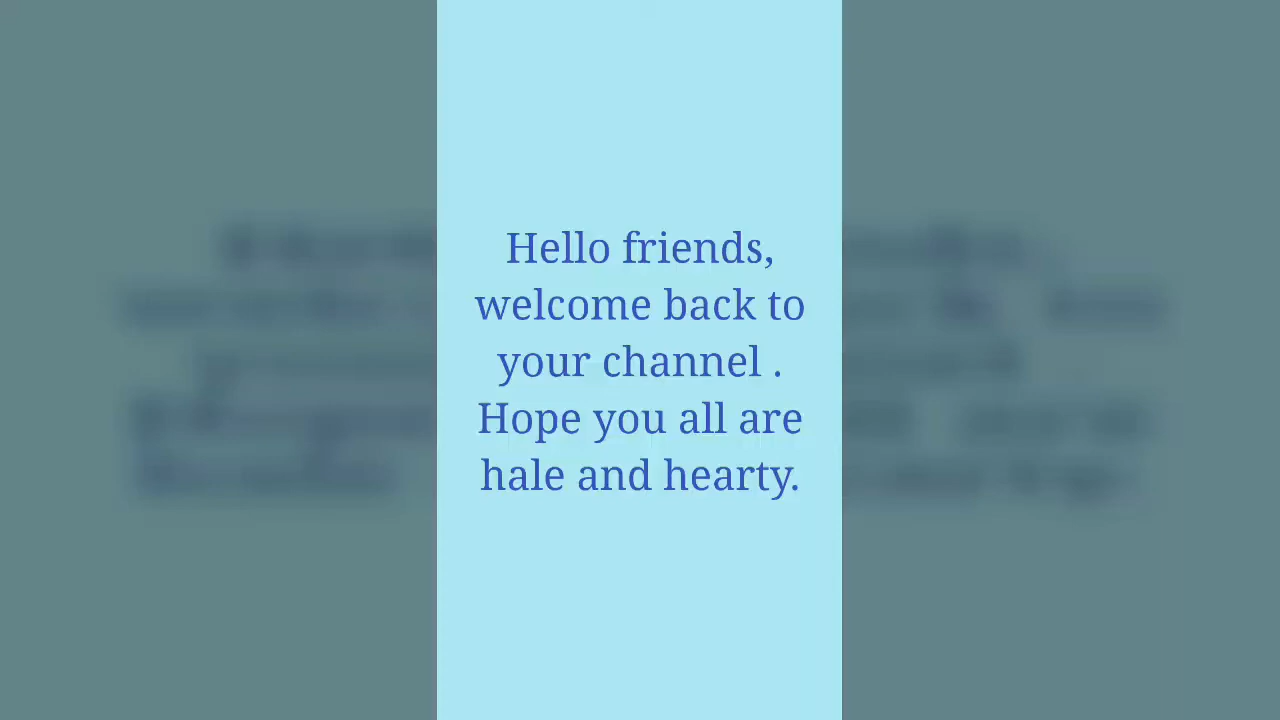 Hello friends,
welcome back to
your channel .
Hope you all are
hale and hearty.